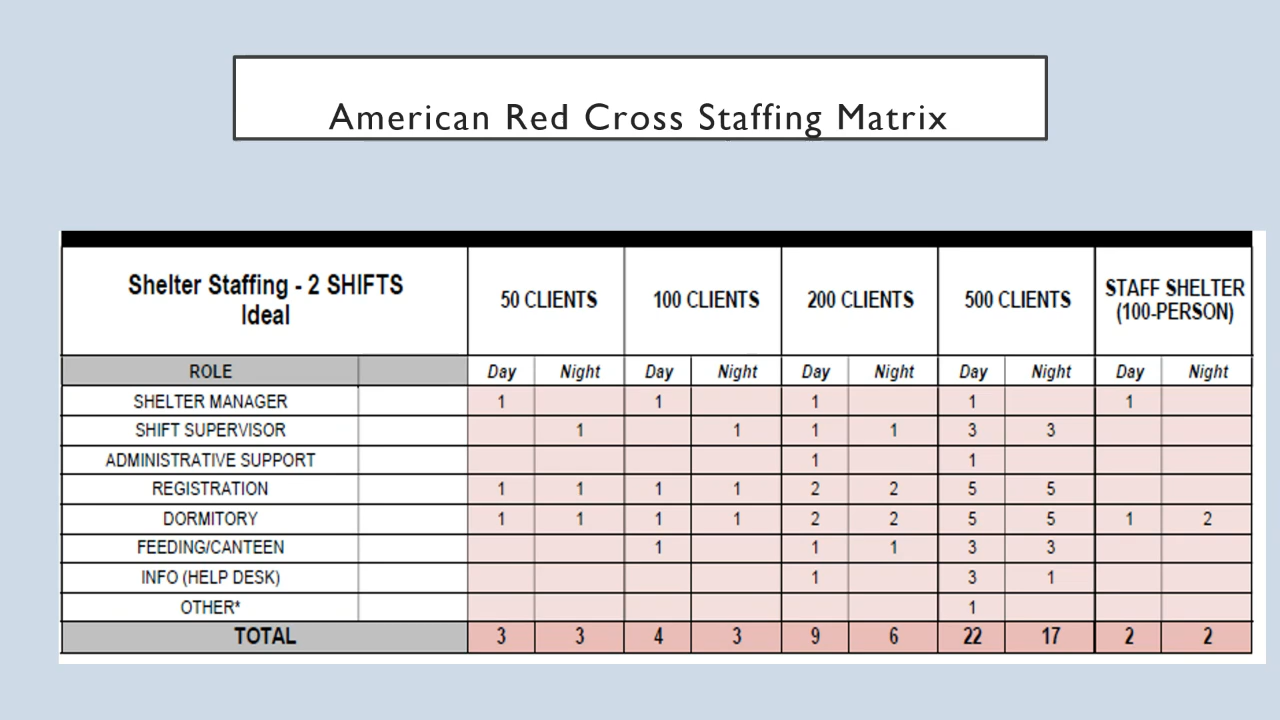 American Red Cross Staffing Matrix
Shelter Staffing - 2 SHIFTS
Ideal
50 CLIENTS 100 CLIENTS 200 CLIENTS 500 CLIENTS STAFF SHELTER
(100-PERSON)
ROLE Day Night Day Night Day Night Day Night Day Night
SHELTER MANAGER 1 1 1 1 1
SHIFT SUPERVISOR 1 1 1 1 3 3
ADMINISTRATIVE SUPPORT 1 1
REGISTRATION 1 1 1 1 2 2 5 5
DORMITORY 1 1 1 1 2 2 5 5 1 2
FEEDING/CANTEEN 1 1 1 3 3
INFO (HELP DESK) 1 3 1
OTHER* 1
TOTAL 3 3 4 3 9 6 22 17 2 2